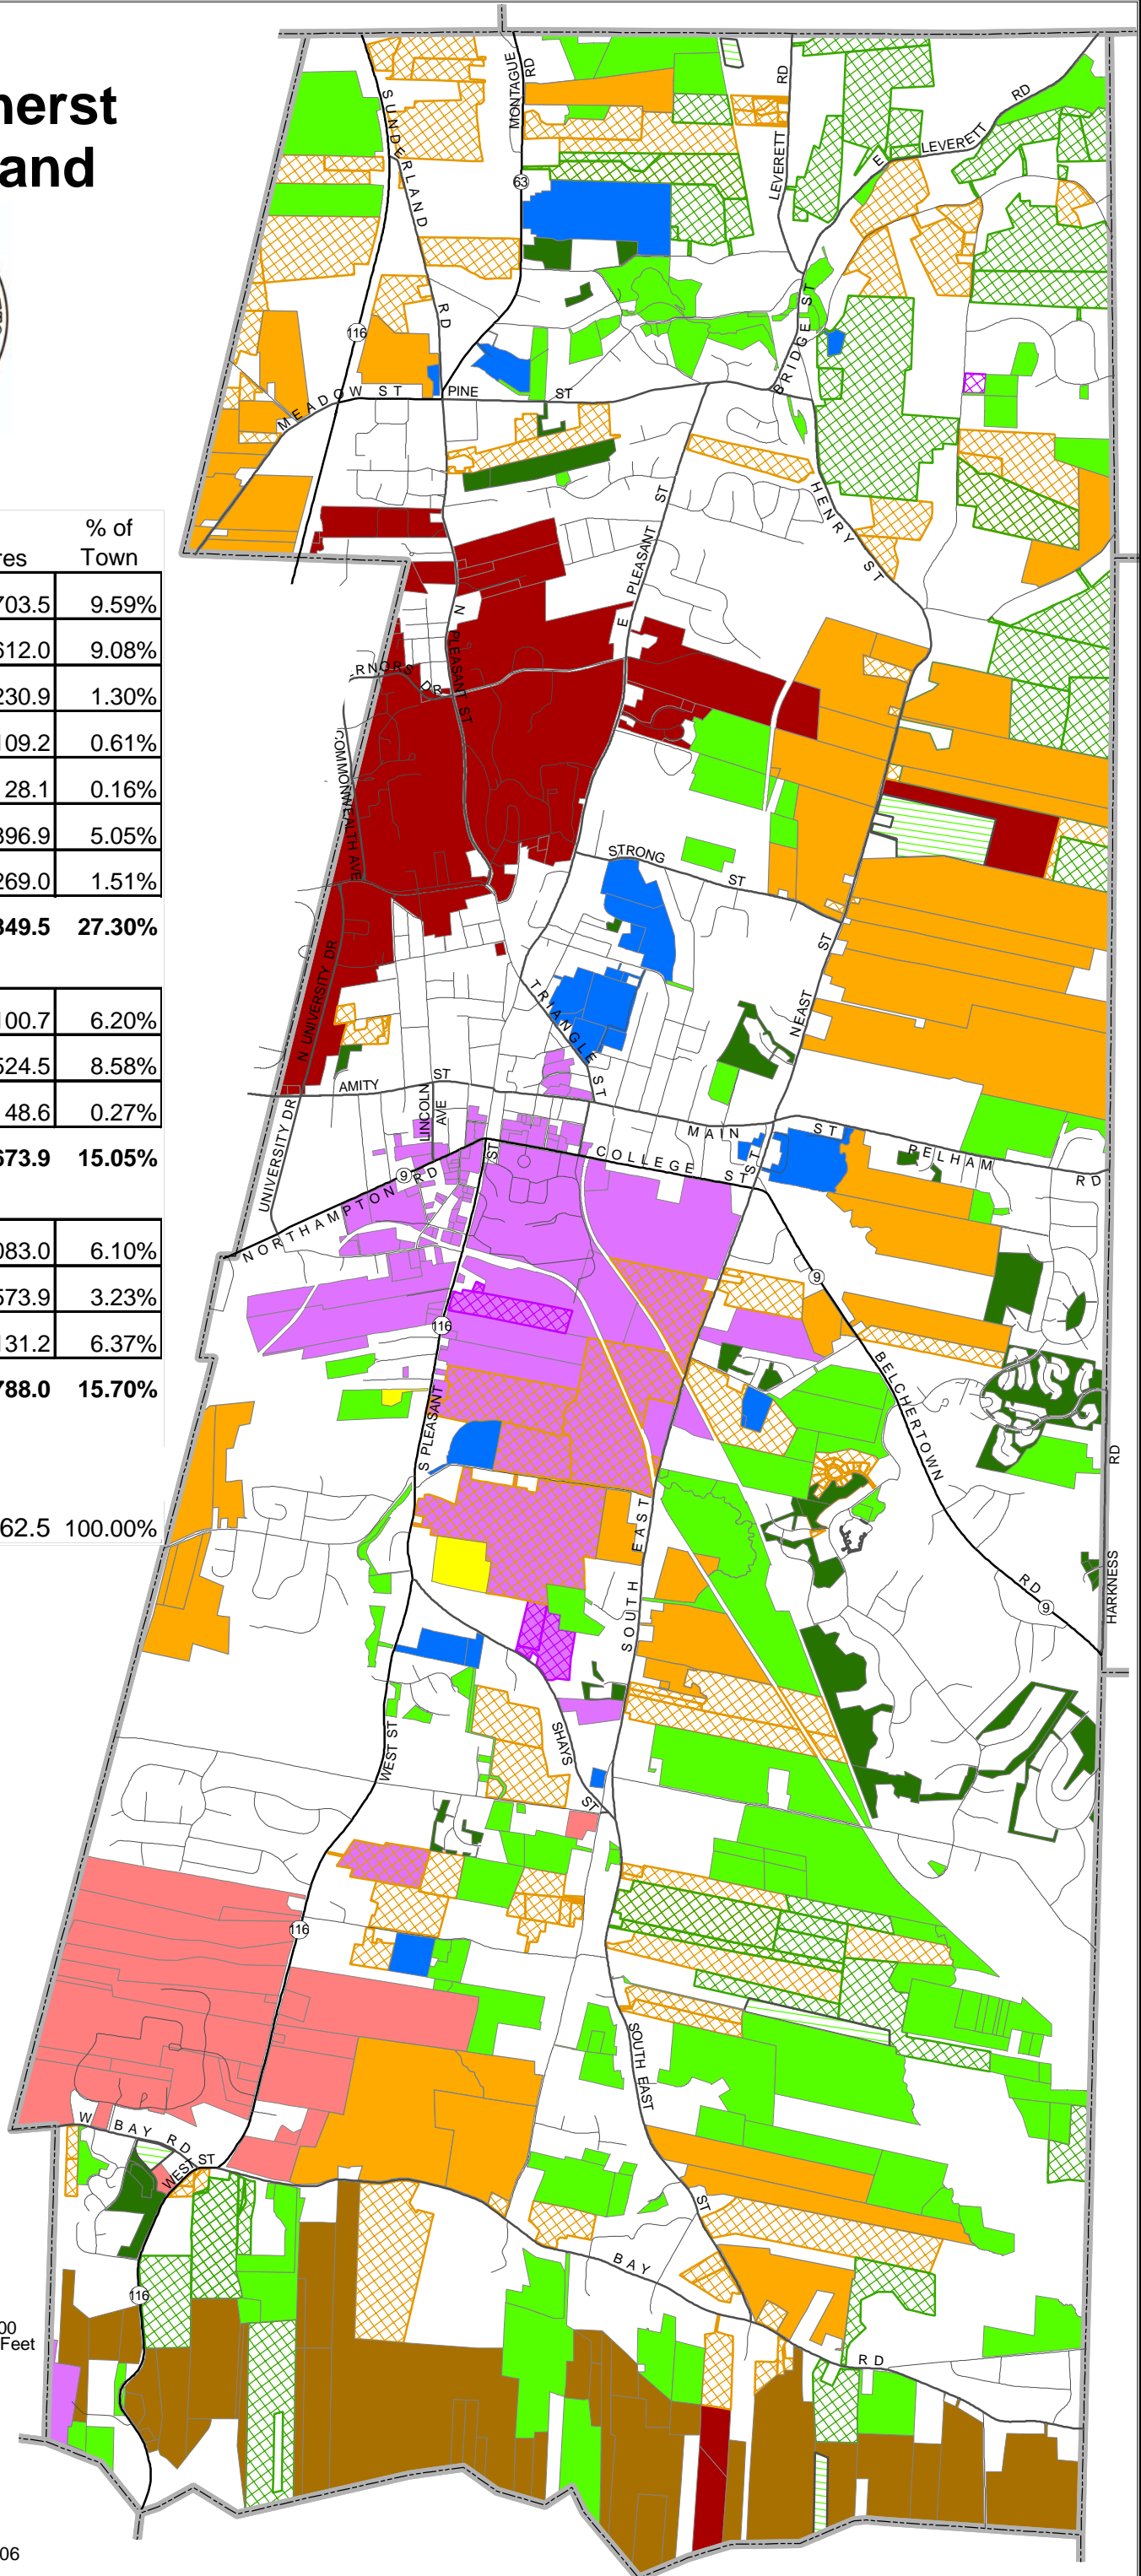 herst
and
% of
res Town
703.5 9.59%
612.0 9.08%
230.9 1.30%
109.2 0.61%
28.1 0.16%
896.9 5.05%
269.0 1.51%
849.5 27.30%
100.7 6.20%
524.5 8.58%
48.6 0.27%
673.9 15.05%
083.0 6.10%
573.9 3.23%
131.2 6.37%
788.0 15.70%
62.5 100.00%
00
Feet
06
SUNDERLAND
RD
MONTAGUE
RD
63
LEVERETT
RD
E
LEVERETT
RD
116
MEADOW ST
PINE
ST
BRIDGE ST
HENRY
ST
E
PLEASANT
ST
N
PLEASANT ST
RNORS
DR
COMMONWEALTH AVE
STRONG
ST
N UNIVERSITY DR
TRIANGLE
ST
NEAST
ST
AMITY
ST
LINCOLN
AVE
MAIN
ST
PELHAM
RD
UNIVERSITY DR
NORTHAMPTON
9
RD
ST
COLLEGE
ST
ST
9
116
BELCHERTOWN
RD
9
S PLEASANT
SOUTH
EAST
HARKNESS
RD
WEST ST
SHAYS
ST
116
SOUTH EAST
ST
W
BAY
RD
WEST ST
BAY
RD
116